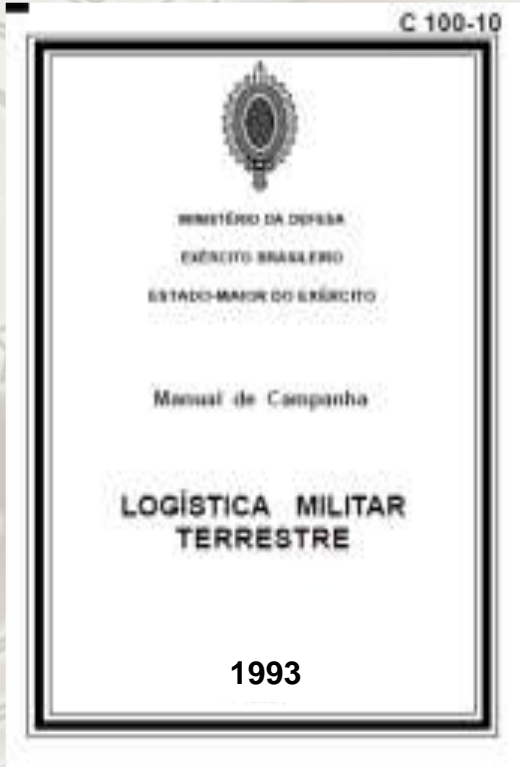 C 100-10
MINISTÉRIO DA DEFESA
EXÉRCITO BRASILEIRO
ESTADO-MAIOR DO EXÉRCITO
Manual de Campanha
LOGÍSTICA MILITAR
TERRESTRE
1993